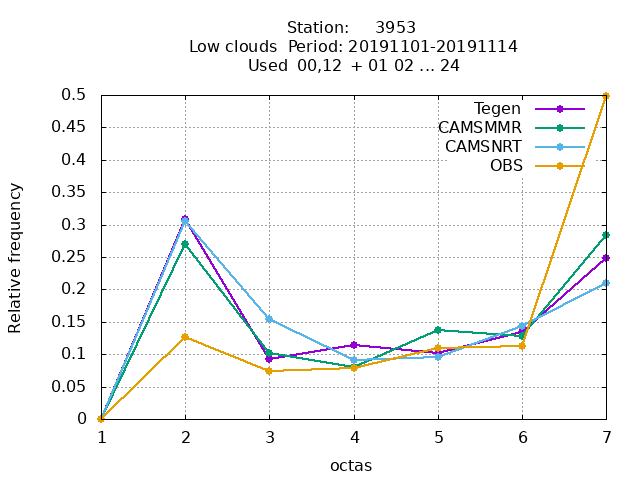 Station: 3953
Low clouds Period: 20191101-20191114
Used 00,12 + 01 02 ... 24
0.5
0.45
0.4
0.35
0.3
0.25
0.2
0.15
0.1
0.05
0
Relative frequency
Tegen
CAMSMMR
CAMSNRT
OBS
1 2 3 4 5 6 7
octas